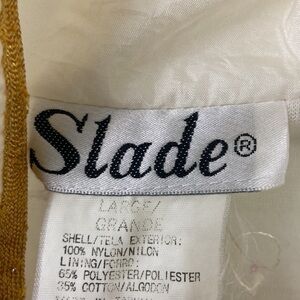 Slade®
LARGE/
GRANDE
SHELL/TELA EXTERIOR:
100% NYLON/NILON
LINING/FORRO:
65% POLYESTER/POLIESTER
35% COTTON/ALGODON